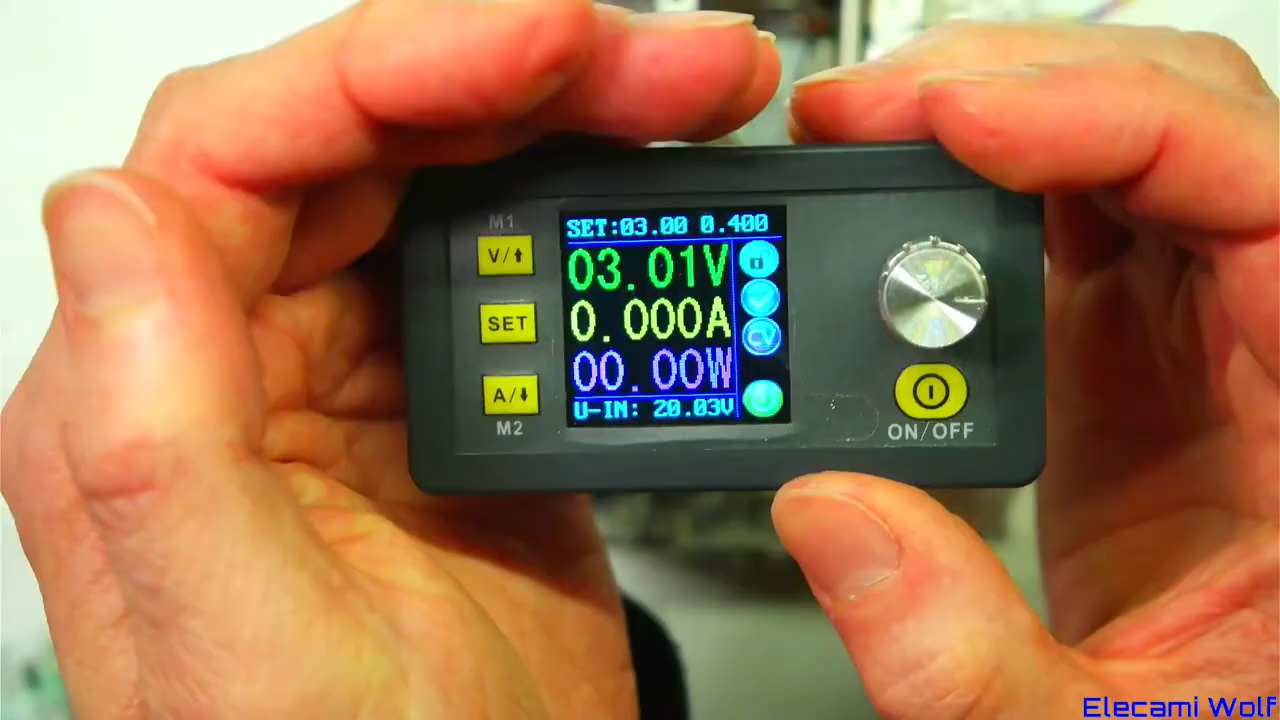 M1
V/⬆
SET
A/⬇
M2
SET:03.00 0.400
03.01V
0.000A
00.00W
U-IN: 20.03V
CV
ON/OFF
Elecami Wolf